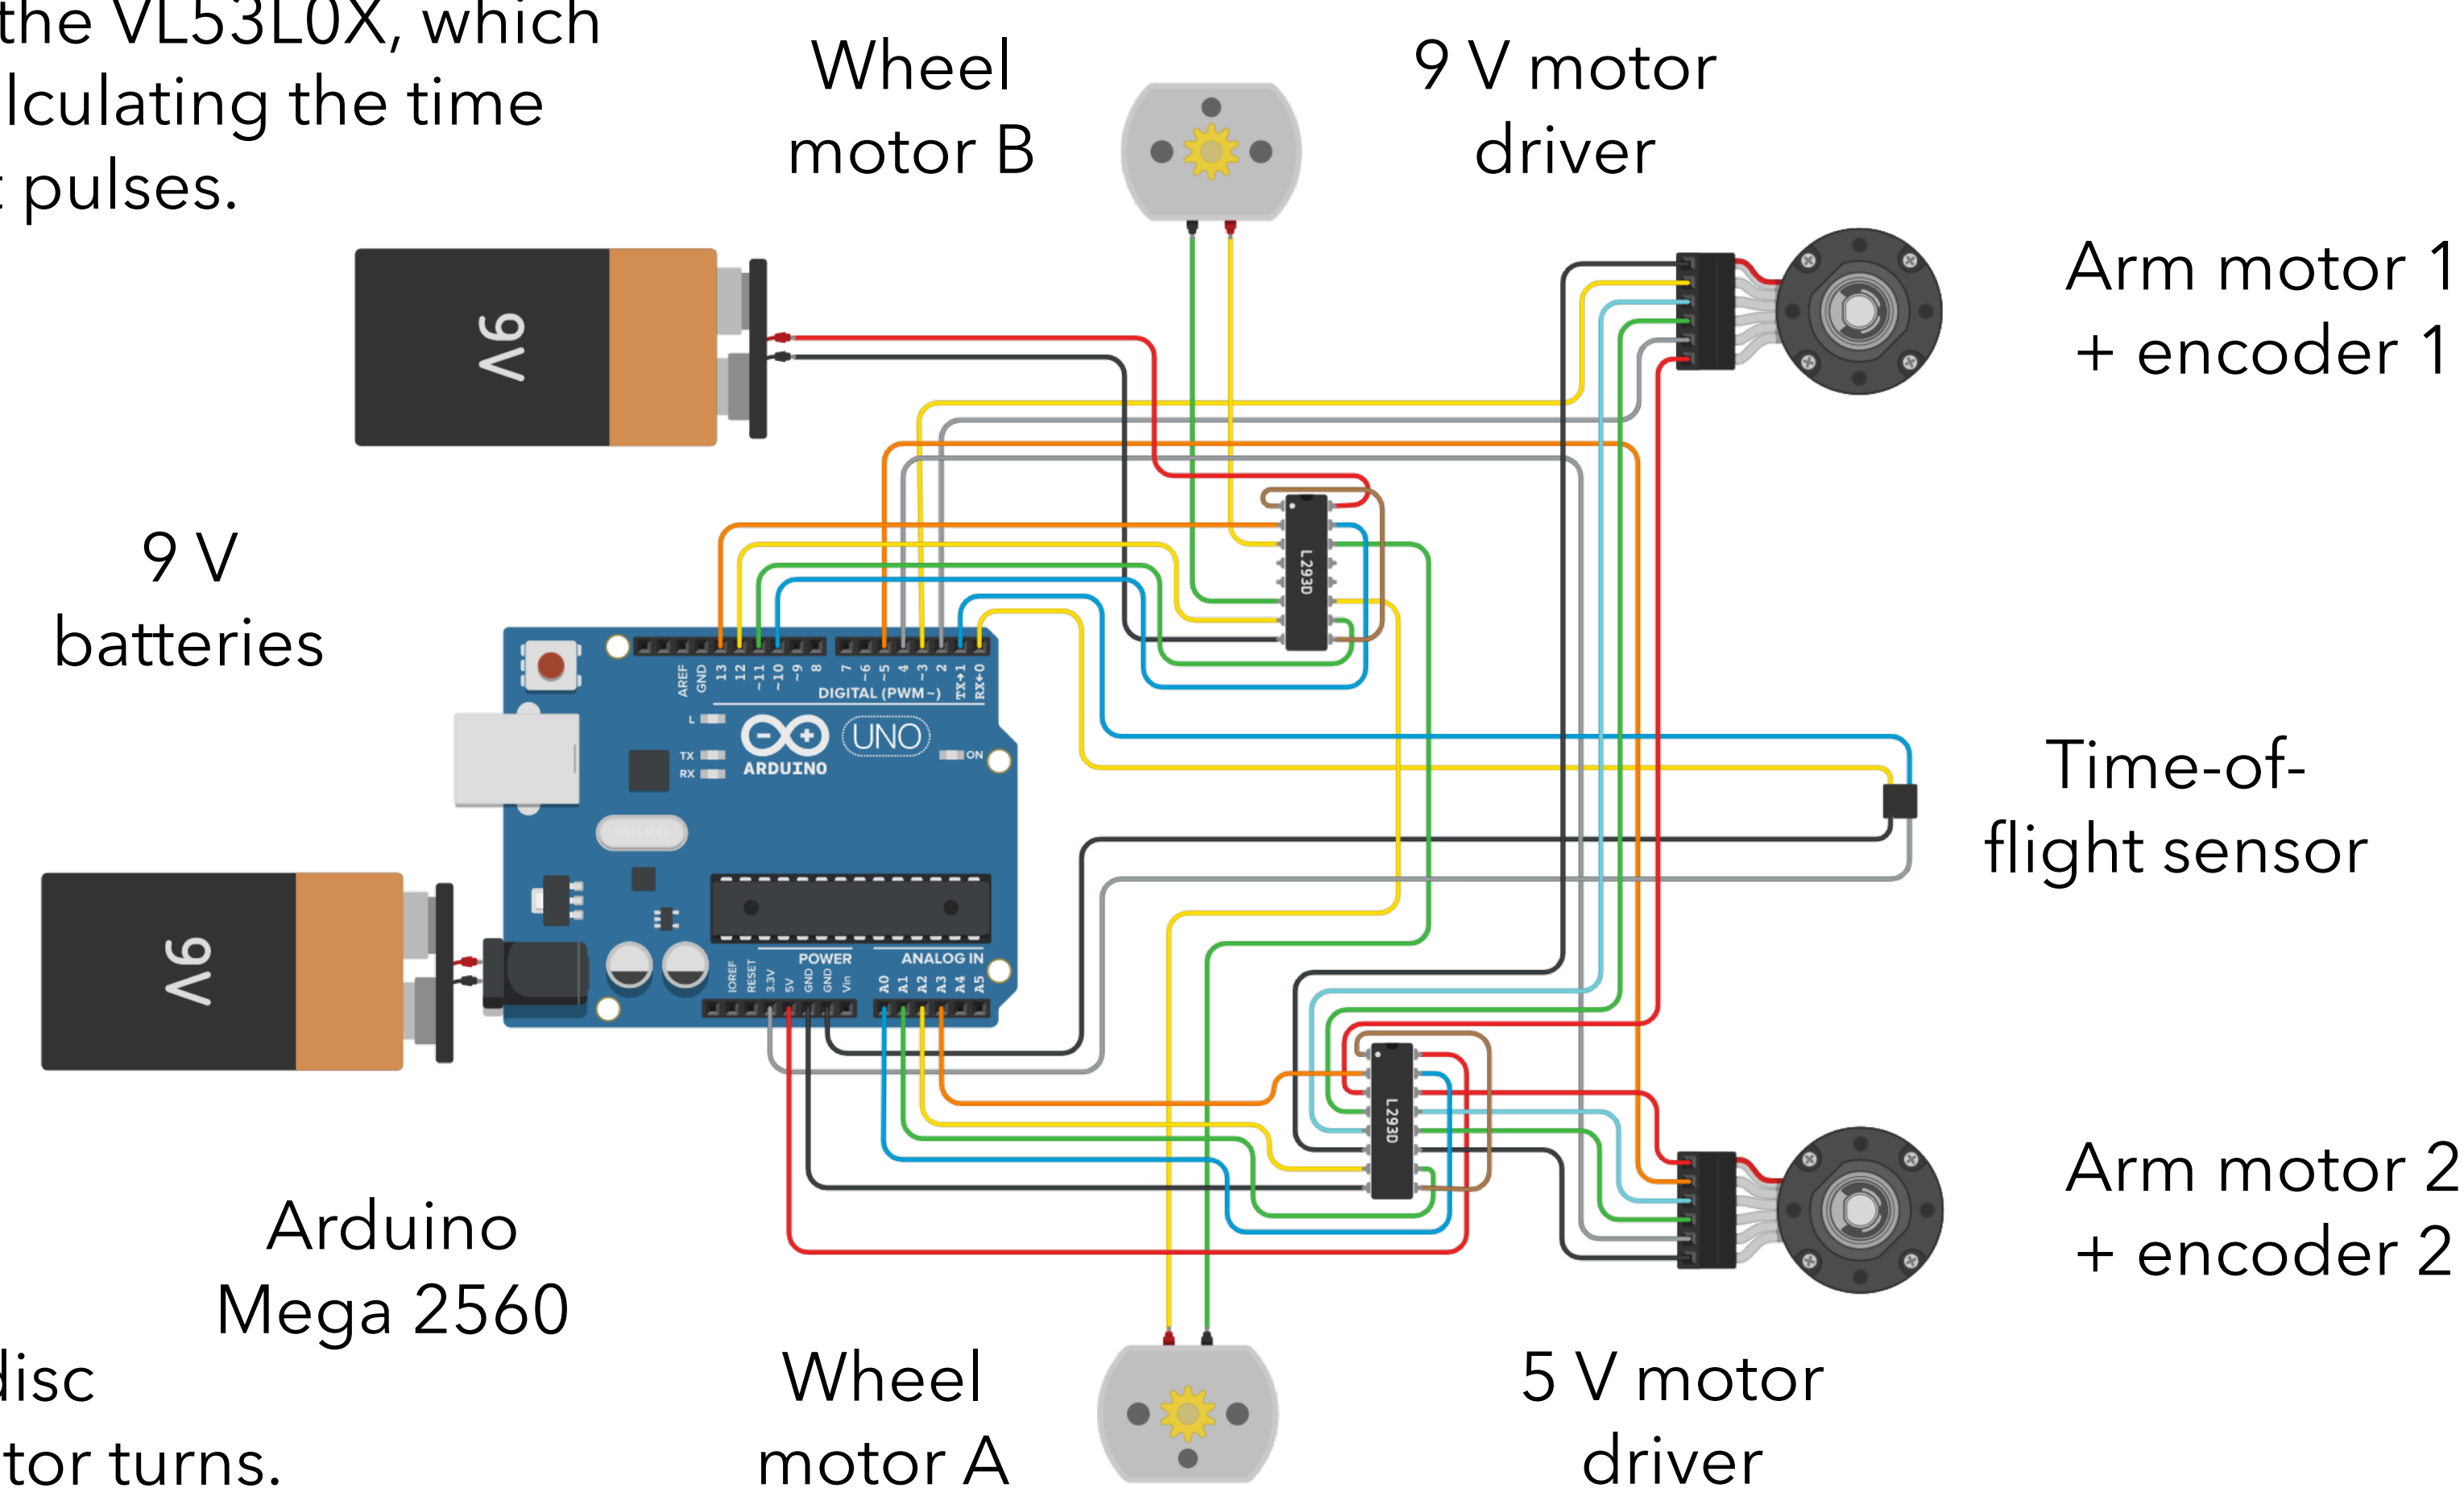 the VL53L0X, which
lculating the time
pulses.
Wheel
motor B
9 V motor
driver
Arm motor 1
+ encoder 1
9V
9 V
batteries
L293D
AREF
GND
13
12
~11
~10
~9
8
7
~6
~5
4
~3
2
TX→1
RX←0
DIGITAL (PWM~)
L
TX
RX
ARDUINO
UNO
ON
Time-of-
flight sensor
9V
POWER
ANALOG IN
IOREF
RESET
3.3V
5V
GND
GND
Vin
A0
A1
A2
A3
A4
A5
L293D
Arduino
Mega 2560
Arm motor 2
+ encoder 2
disc
tor turns.
Wheel
motor A
5 V motor
driver